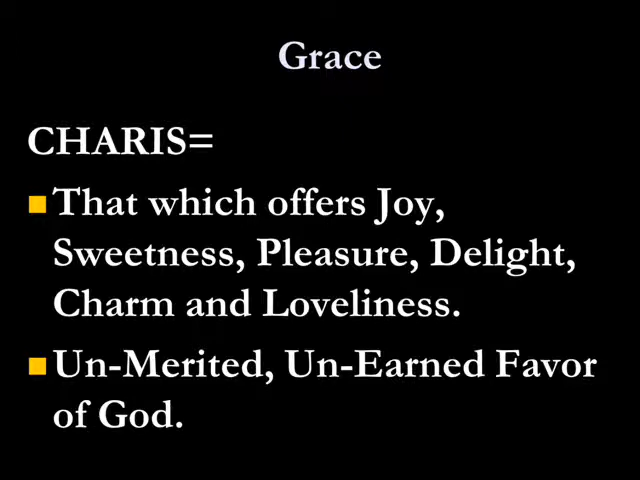 Grace
CHARIS=
That which offers Joy,
Sweetness, Pleasure, Delight,
Charm and Loveliness.
Un-Merited, Un-Earned Favor
of God.